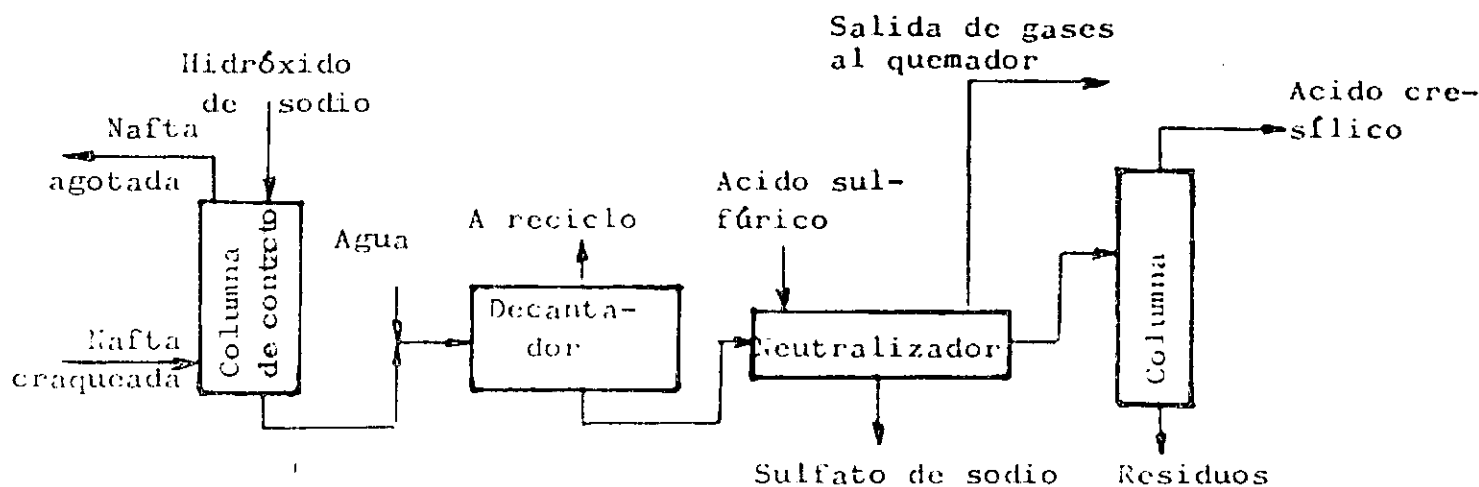 Salida de gases
al quemador
Hidróxido
de sodio
Acido cre-
sílico
Nafta
agotada
Acido sul-
fúrico
A reciclo
Agua
Columna
de contcto
Decanta-
dor
Nafta
craqueada
Neutralizador
Columna
Sulfato de sodio
Residuos